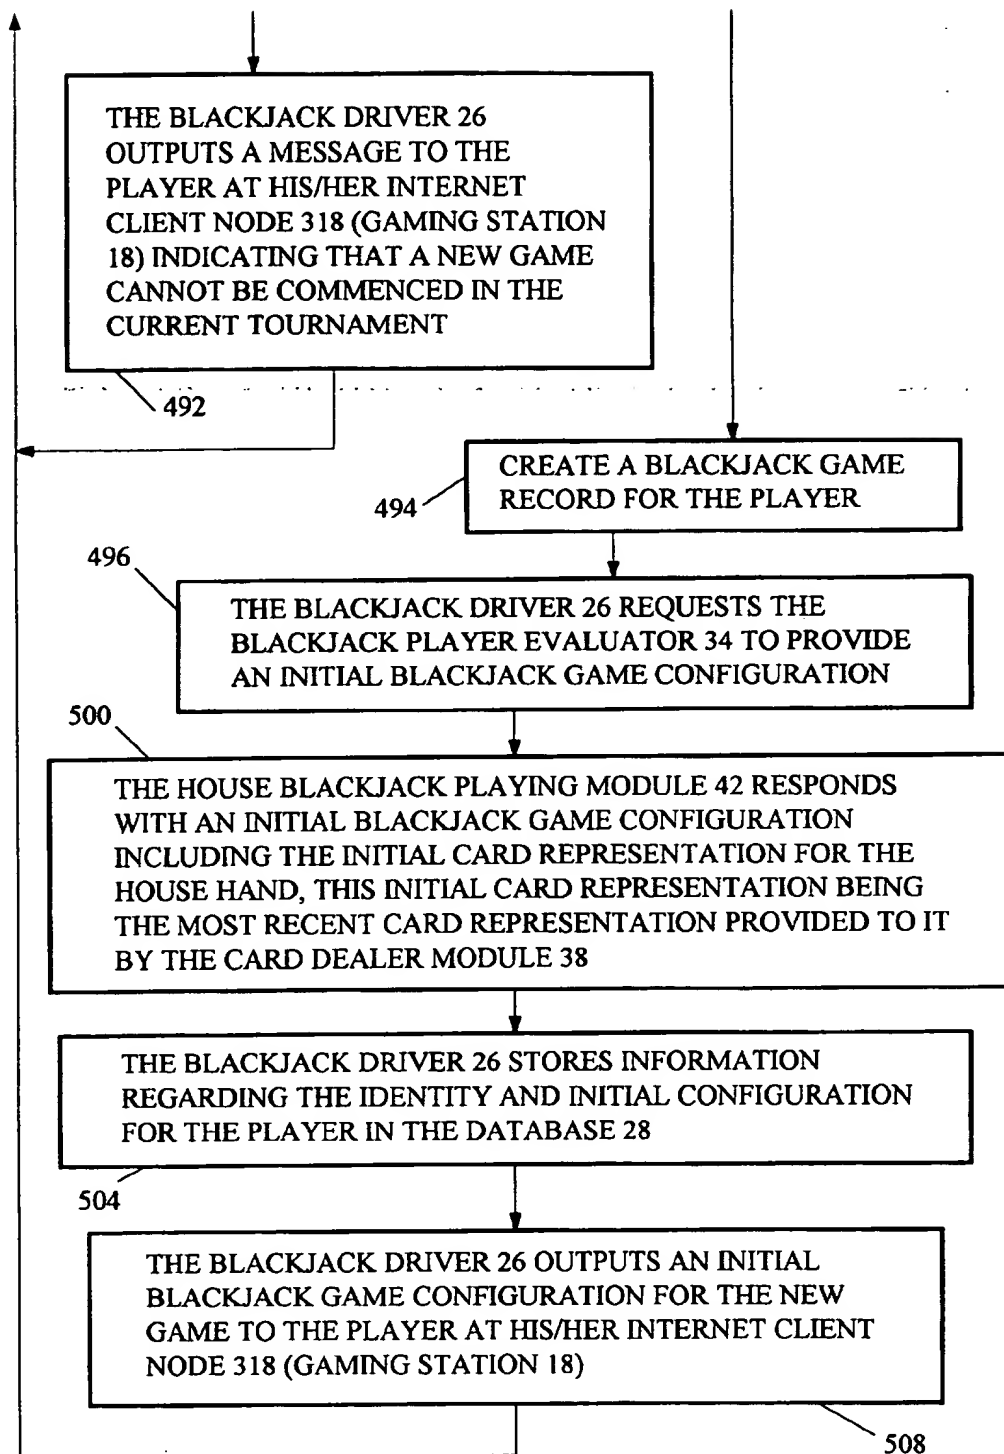 THE BLACKJACK DRIVER 26
OUTPUTS A MESSAGE TO THE
PLAYER AT HIS/HER INTERNET
CLIENT NODE 318 (GAMING STATION
18) INDICATING THAT A NEW GAME
CANNOT BE COMMENCED IN THE
CURRENT TOURNAMENT
492
CREATE A BLACKJACK GAME
RECORD FOR THE PLAYER
494
496
THE BLACKJACK DRIVER 26 REQUESTS THE
BLACKJACK PLAYER EVALUATOR 34 TO PROVIDE
AN INITIAL BLACKJACK GAME CONFIGURATION
500
THE HOUSE BLACKJACK PLAYING MODULE 42 RESPONDS
WITH AN INITIAL BLACKJACK GAME CONFIGURATION
INCLUDING THE INITIAL CARD REPRESENTATION FOR THE
HOUSE HAND, THIS INITIAL CARD REPRESENTATION BEING
THE MOST RECENT CARD REPRESENTATION PROVIDED TO IT
BY THE CARD DEALER MODULE 38
THE BLACKJACK DRIVER 26 STORES INFORMATION
REGARDING THE IDENTITY AND INITIAL CONFIGURATION
FOR THE PLAYER IN THE DATABASE 28
504
THE BLACKJACK DRIVER 26 OUTPUTS AN INITIAL
BLACKJACK GAME CONFIGURATION FOR THE NEW
GAME TO THE PLAYER AT HIS/HER INTERNET CLIENT
NODE 318 (GAMING STATION 18)
508